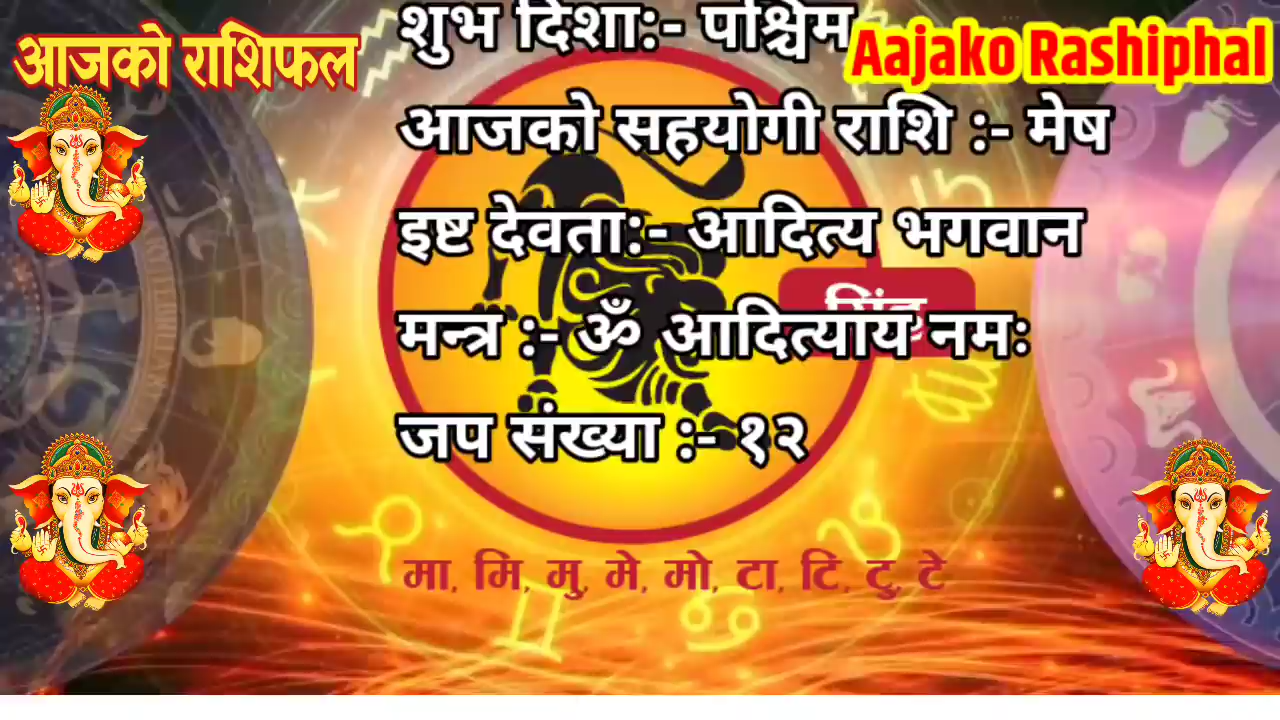 आजको राशिफल
Aajako Rashiphal
शुभ दिशा:- पश्चिम
आजको सहयोगी राशि :- मेष
इष्ट देवता:- आदित्य भगवान
सिंह
मन्त्र :- ॐ आदित्याय नमः
जप संख्या :- १२
मा, मि, मु, मे, मो, टा, टि, टु, टे